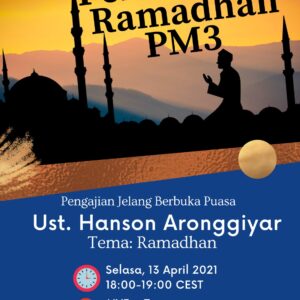 Ramadhan
PM3
Pengajian Jelang Berbuka Puasa
Ust. Hanson Aronggiyar
Tema: Ramadhan
Selasa, 13 April 2021
18:00-19:00 CEST